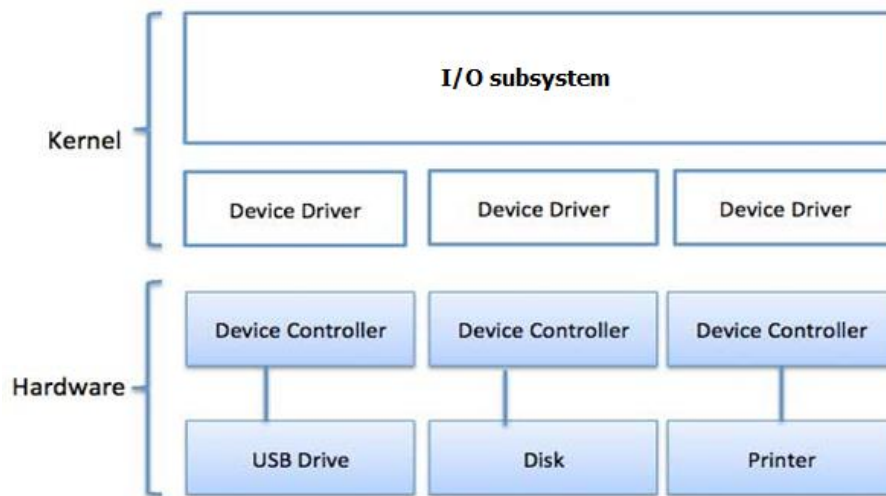 I/O subsystem
Kernel
Device Driver Device Driver Device Driver
Device Controller Device Controller Device Controller
Hardware
USB Drive Disk Printer